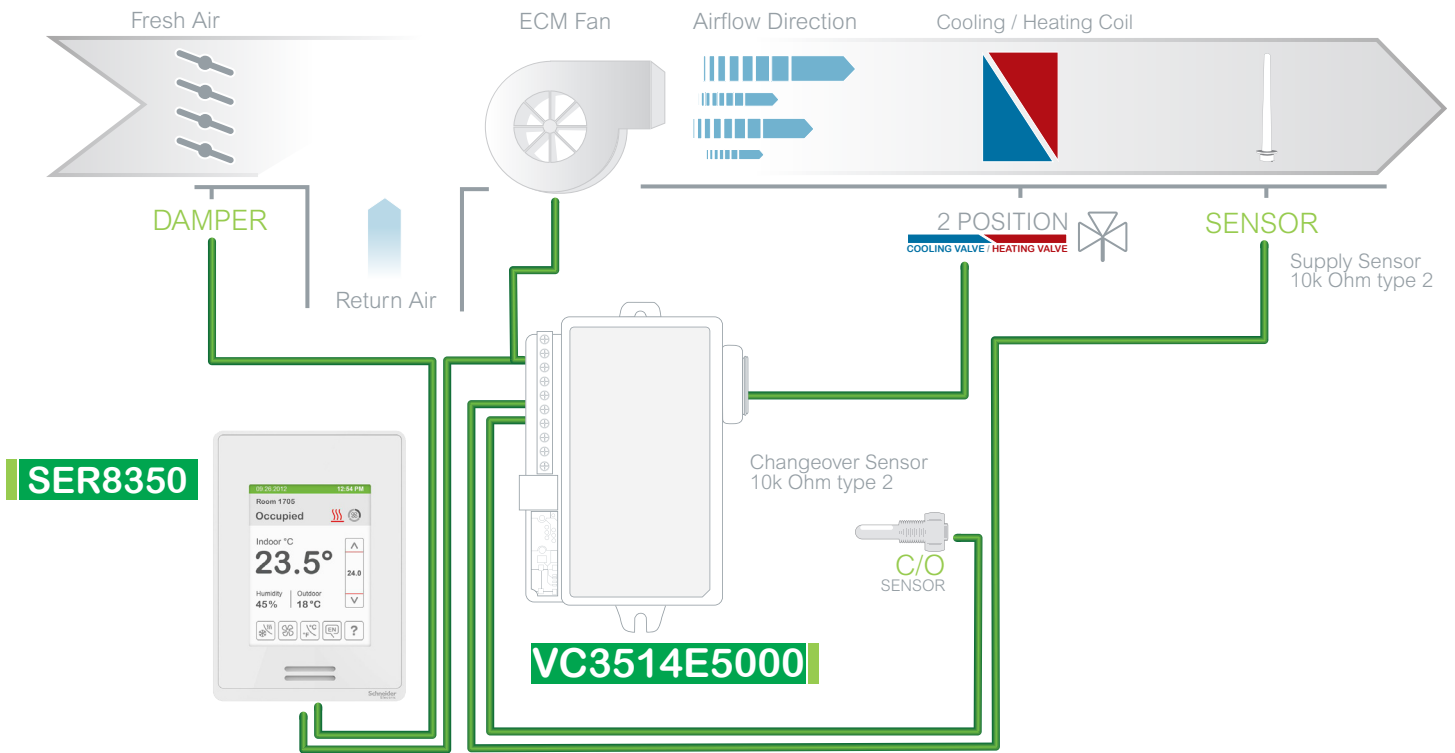 Fresh Air
ECM Fan
Airflow Direction
Cooling / Heating Coil
DAMPER
Return Air
2 POSITION
COOLING VALVE / HEATING VALVE
SENSOR
Supply Sensor
10k Ohm type 2
SER8350
09.26.2012 12:54 PM
Room 1705
Occupied
Indoor °C
23.5°
24.0
Humidity Outdoor
45% 18°C
°C
°F
EN
?
Schneider
Electric
Changeover Sensor
10k Ohm type 2
C/O
SENSOR
VC3514E5000